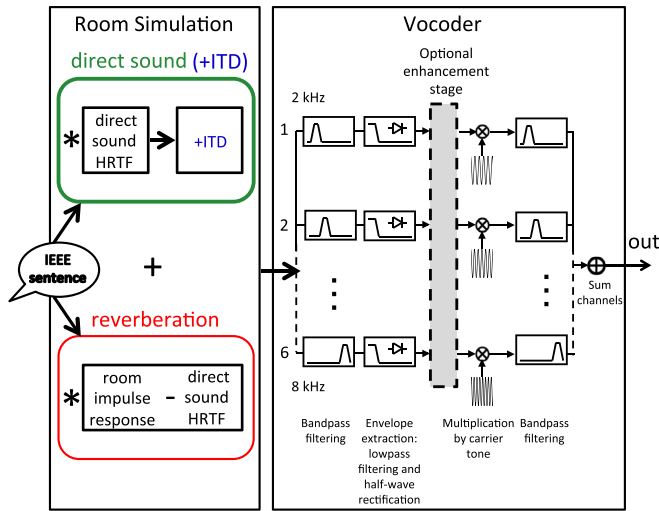 Room Simulation
direct sound (+ITD)
*
direct
sound
HRTF
+ITD
IEEE
sentence
+
reverberation
*
room
impulse
response
-
direct
sound
HRTF
Vocoder
Optional
enhancement
stage
2 kHz
1
2
6
8 kHz
out
Sum
channels
Bandpass
filtering
Envelope
extraction:
lowpass
filtering and
half-wave
rectification
Multiplication
by carrier
tone
Bandpass
filtering